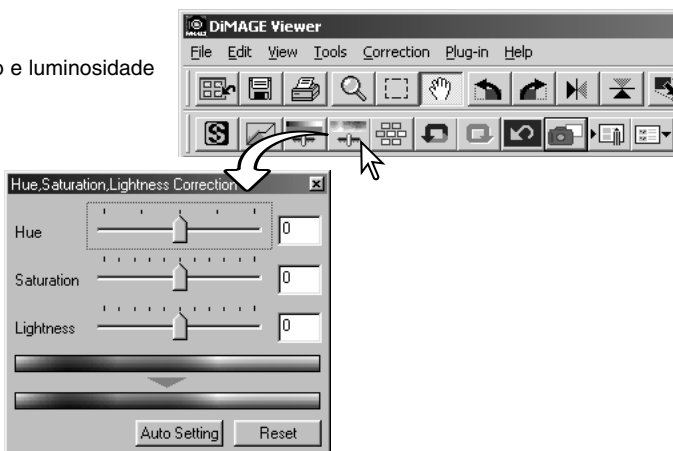 DiMAGE Viewer
File Edit View Tools Correction Plug-in Help
luminosidade
e
Hue,Saturation,Lightness Correction
Hue 0
Saturation 0
Lightness 0
Auto Setting Reset